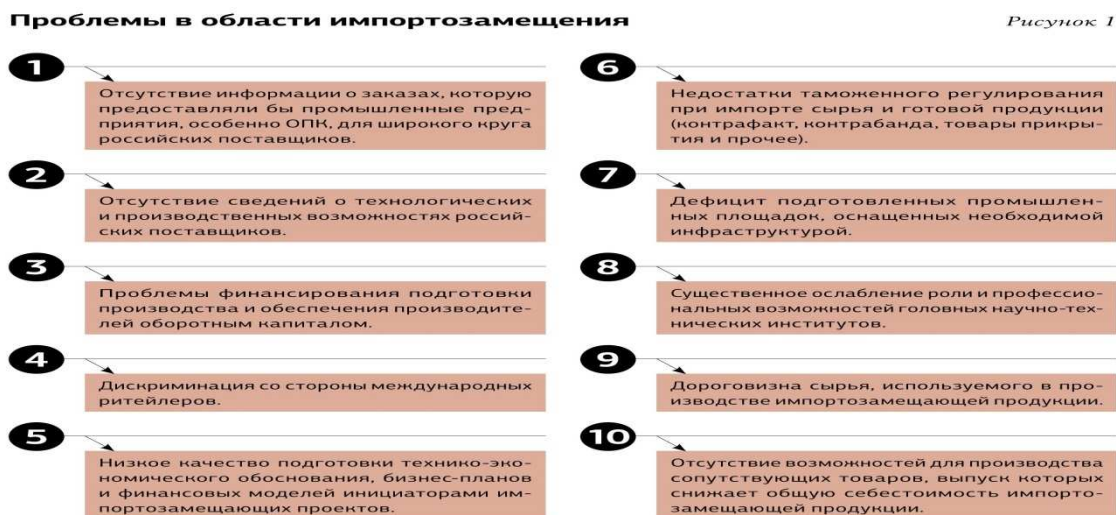 Проблемы в области импортозамещения
Рисунок 1
1
Отсутствие информации о заказах, которую
предоставляли бы промышленные пред-
приятия, особенно ОПК, для широкого круга
российских поставщиков.
2
Отсутствие сведений о технологических
и производственных возможностях россий-
ских поставщиков.
3
Проблемы финансирования подготовки
производства и обеспечения производите-
лей оборотным капиталом.
4
Дискриминация со стороны международных
ритейлеров.
5
Низкое качество подготовки технико-эко-
номического обоснования, бизнес-планов
и финансовых моделей инициаторами им-
портозамещающих проектов.
6
Недостатки таможенного регулирования
при импорте сырья и готовой продукции
(контрафакт, контрабанда, товары прикры-
тия и прочее).
7
Дефицит подготовленных промышлен-
ных площадок, оснащенных необходимой
инфраструктурой.
8
Существенное ослабление роли и профессио-
нальных возможностей головных научно-тех-
нических институтов.
9
Дороговизна сырья, используемого в про-
изводстве импортозамещающей продукции.
10
Отсутствие возможностей для производства
сопутствующих товаров, выпуск которых
снижает общую себестоимость импорто-
замещающей продукции.